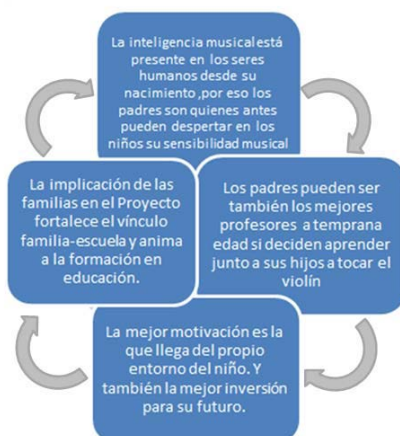 La inteligencia musical está
presente en los seres
humanos desde su
nacimiento ,por eso los
padres son quienes antes
pueden despertar en los
niños su sensibilidad musical
Los padres pueden ser
también los mejores
profesores a temprana
edad si deciden aprender
junto a sus hijos a tocar el
violín
La mejor motivación es la
que llega del propio
entorno del niño. Y
también la mejor inversión
para su futuro.
La implicación de las
familias en el Proyecto
fortalece el vínculo
familia-escuela y anima
a la formación en
educación.